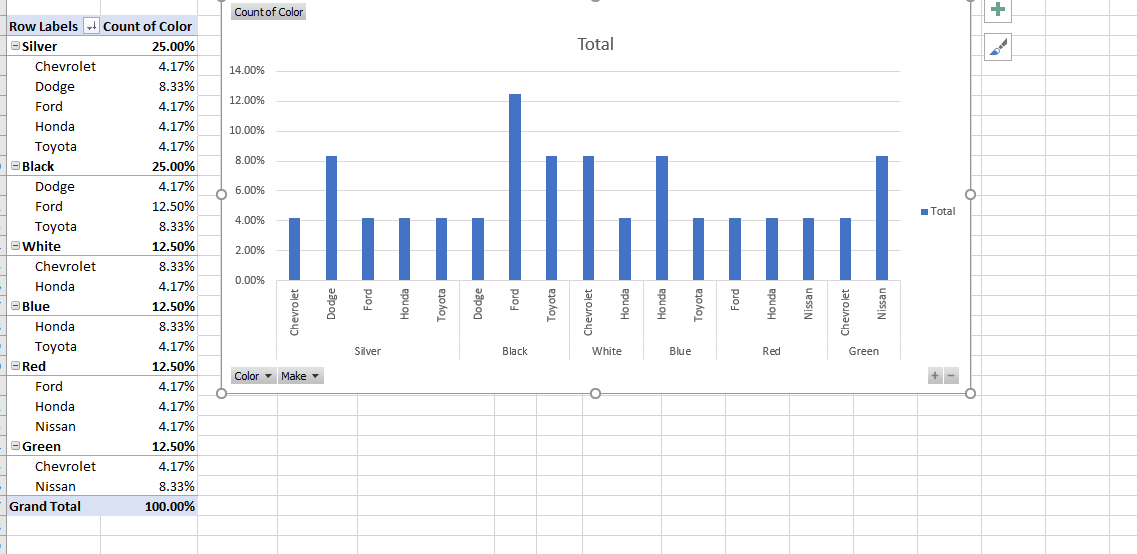 Row Labels Count of Color
Silver 25.00%
Chevrolet 4.17%
Dodge 8.33%
Ford 4.17%
Honda 4.17%
Toyota 4.17%
Black 25.00%
Dodge 4.17%
Ford 12.50%
Toyota 8.33%
White 12.50%
Chevrolet 8.33%
Honda 4.17%
Blue 12.50%
Honda 8.33%
Toyota 4.17%
Red 12.50%
Ford 4.17%
Honda 4.17%
Nissan 4.17%
Green 12.50%
Chevrolet 4.17%
Nissan 8.33%
Grand Total 100.00%
Count of Color
Total
14.00%
12.00%
10.00%
8.00%
6.00%
4.00%
2.00%
0.00%
Chevrolet Dodge Ford Honda Toyota Dodge Ford Toyota Chevrolet Honda Honda Toyota Ford Honda Nissan Chevrolet Nissan
Silver Black White Blue Red Green
Total
Color Make